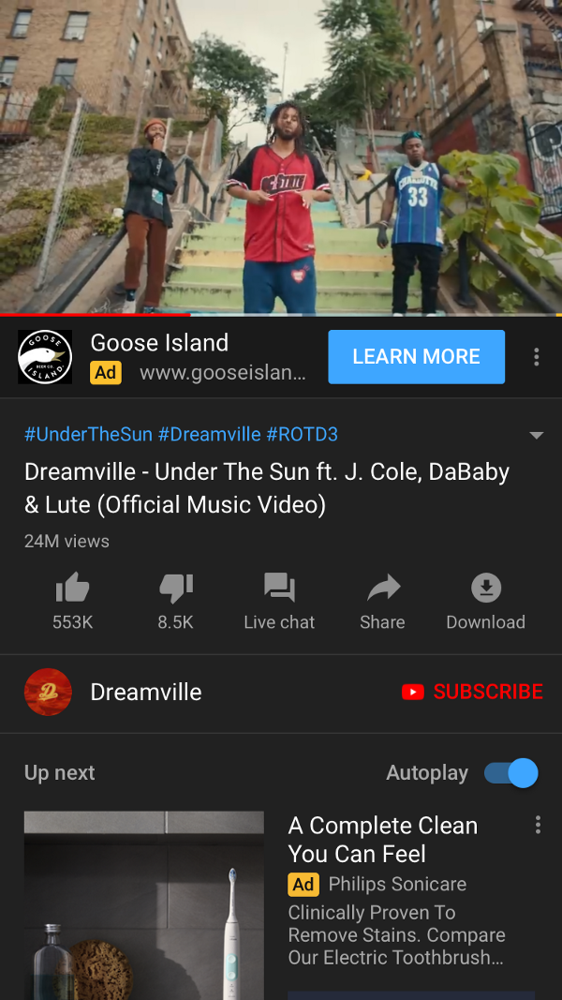 CHARLOTTE
33
GOOSE
BEER CO.
ISLAND
Goose Island
Ad www.gooseislan...
LEARN MORE
#UnderTheSun #Dreamville #ROTD3
Dreamville - Under The Sun ft. J. Cole, DaBaby
& Lute (Official Music Video)
24M views
553K
8.5K
Live chat
Share
Download
D
Dreamville
SUBSCRIBE
Up next
Autoplay
A Complete Clean
You Can Feel
Ad Philips Sonicare
Clinically Proven To
Remove Stains. Compare
Our Electric Toothbrush...